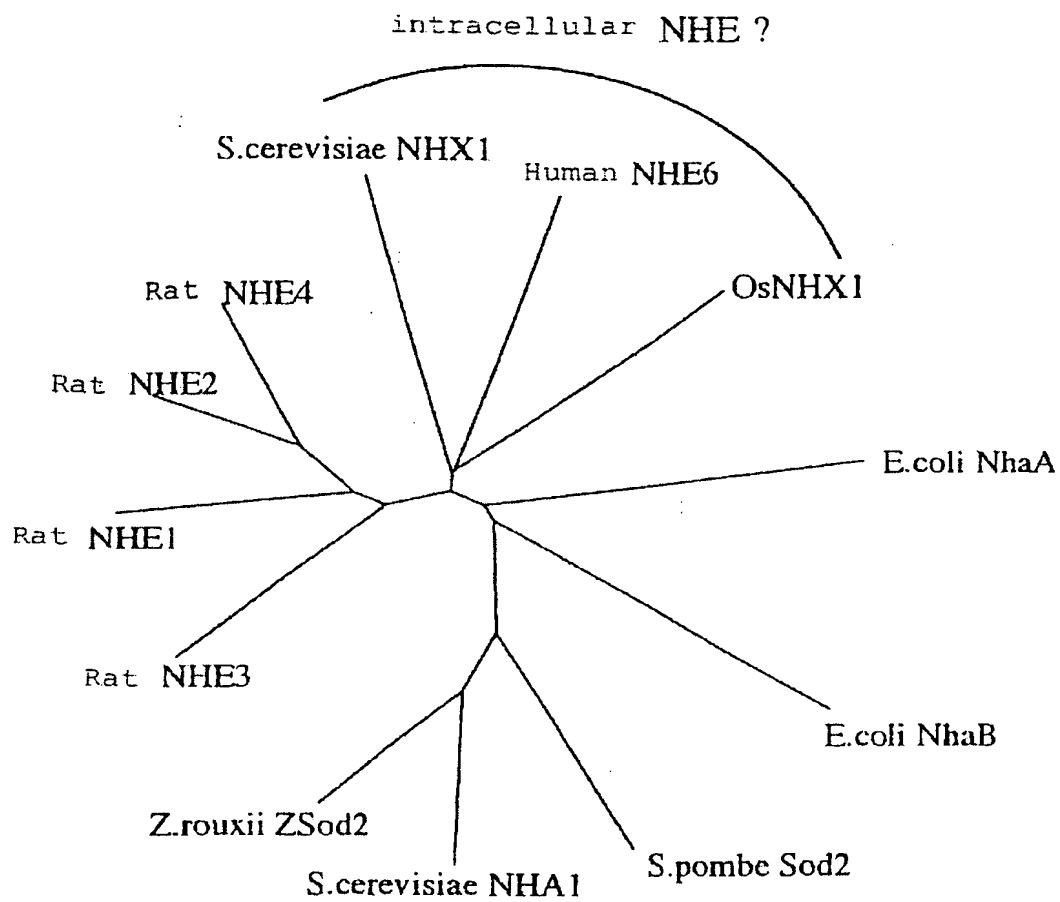 intracellular NHE ?
S.cerevisiae NHX1
Human NHE6
OsNHX1
Rat NHE4
Rat NHE2
E.coli NhaA
Rat NHE1
Rat NHE3
E.coli NhaB
Z.rouxii ZSod2
S.cerevisiae NHA1
S.pombe Sod2